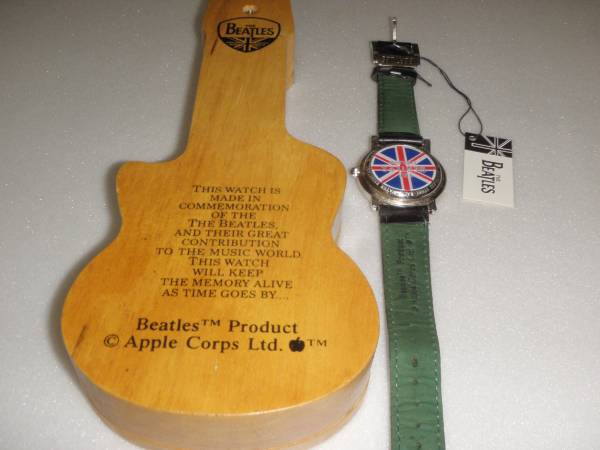 THE
BEATLES
THIS WATCH IS
MADE IN
COMMEMORATION
OF THE
THE BEATLES,
AND THEIR GREAT
CONTRIBUTION
TO THE MUSIC WORLD.
THIS WATCH
WILL KEEP
THE MEMORY ALIVE
AS TIME GOES BY....
Beatles™ Product
© Apple Corps Ltd. ™
THE
BEATLES